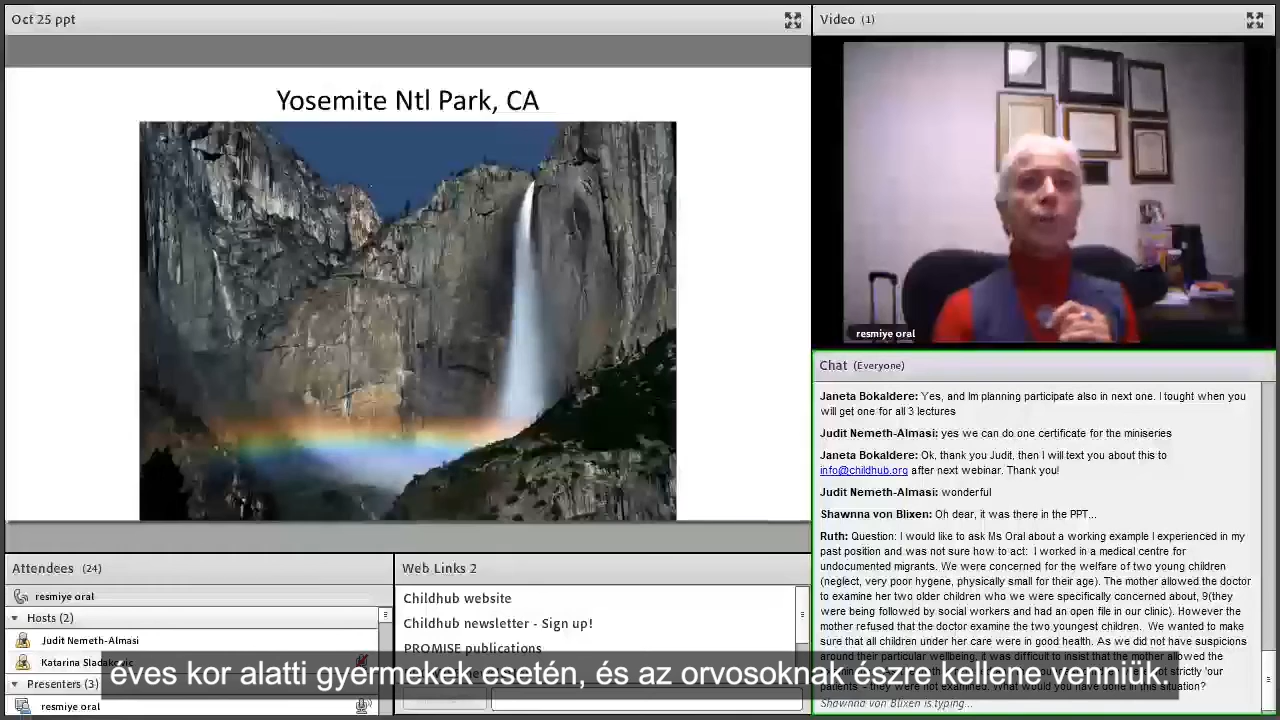 Oct 25 ppt
Yosemite Ntl Park, CA
Attendees (24)
resmiye oral
Hosts (2)
Judit Nemeth-Almasi
Katarina
Presenters (3)
resmiye oral
Web Links 2
Childhub website
Childhub newsletter - Sign up!
PROMISE publications
Video (1)
resmiye oral
Chat (Everyone)
Janeta Bokaldere: Yes, and Im planning participate also in next one. I tought when you
will get one for all 3 lectures
Judit Nemeth-Almasi: yes we can do one certificate for the miniseries
Janeta Bokaldere: Ok, thank you Judit, then I will text you about this to
info@childhub.org after next webinar. Thank you!
Judit Nemeth-Almasi: wonderful
Shawnna von Blixen: Oh dear, it was there in the PPT...
Ruth: Question: I would like to ask Ms Oral about a working example I experienced in my
past position and was not sure how to act: I worked in a medical centre for
undocumented migrants. We were concerned for the welfare of two young children
(neglect, very poor hygene, physically small for their age). The mother allowed the doctor
to examine her two older children who we were specifically concerned about, 9(they
were being followed by social workers and had an open file in our clinic). However the
mother refused that the doctor examine the two youngest children. We wanted to make
sure that all children under her care were in good health. As we did not have suspicions
around their particular wellbeing, it was difficult to insist that the mother allowed the
not strictly 'our
patients' - they were not examined. What would you have done in this situation?
Shawnna von Blixen is typing...
éves kor alatti gyermekek esetén, és az orvosoknak észre kellene venniük.